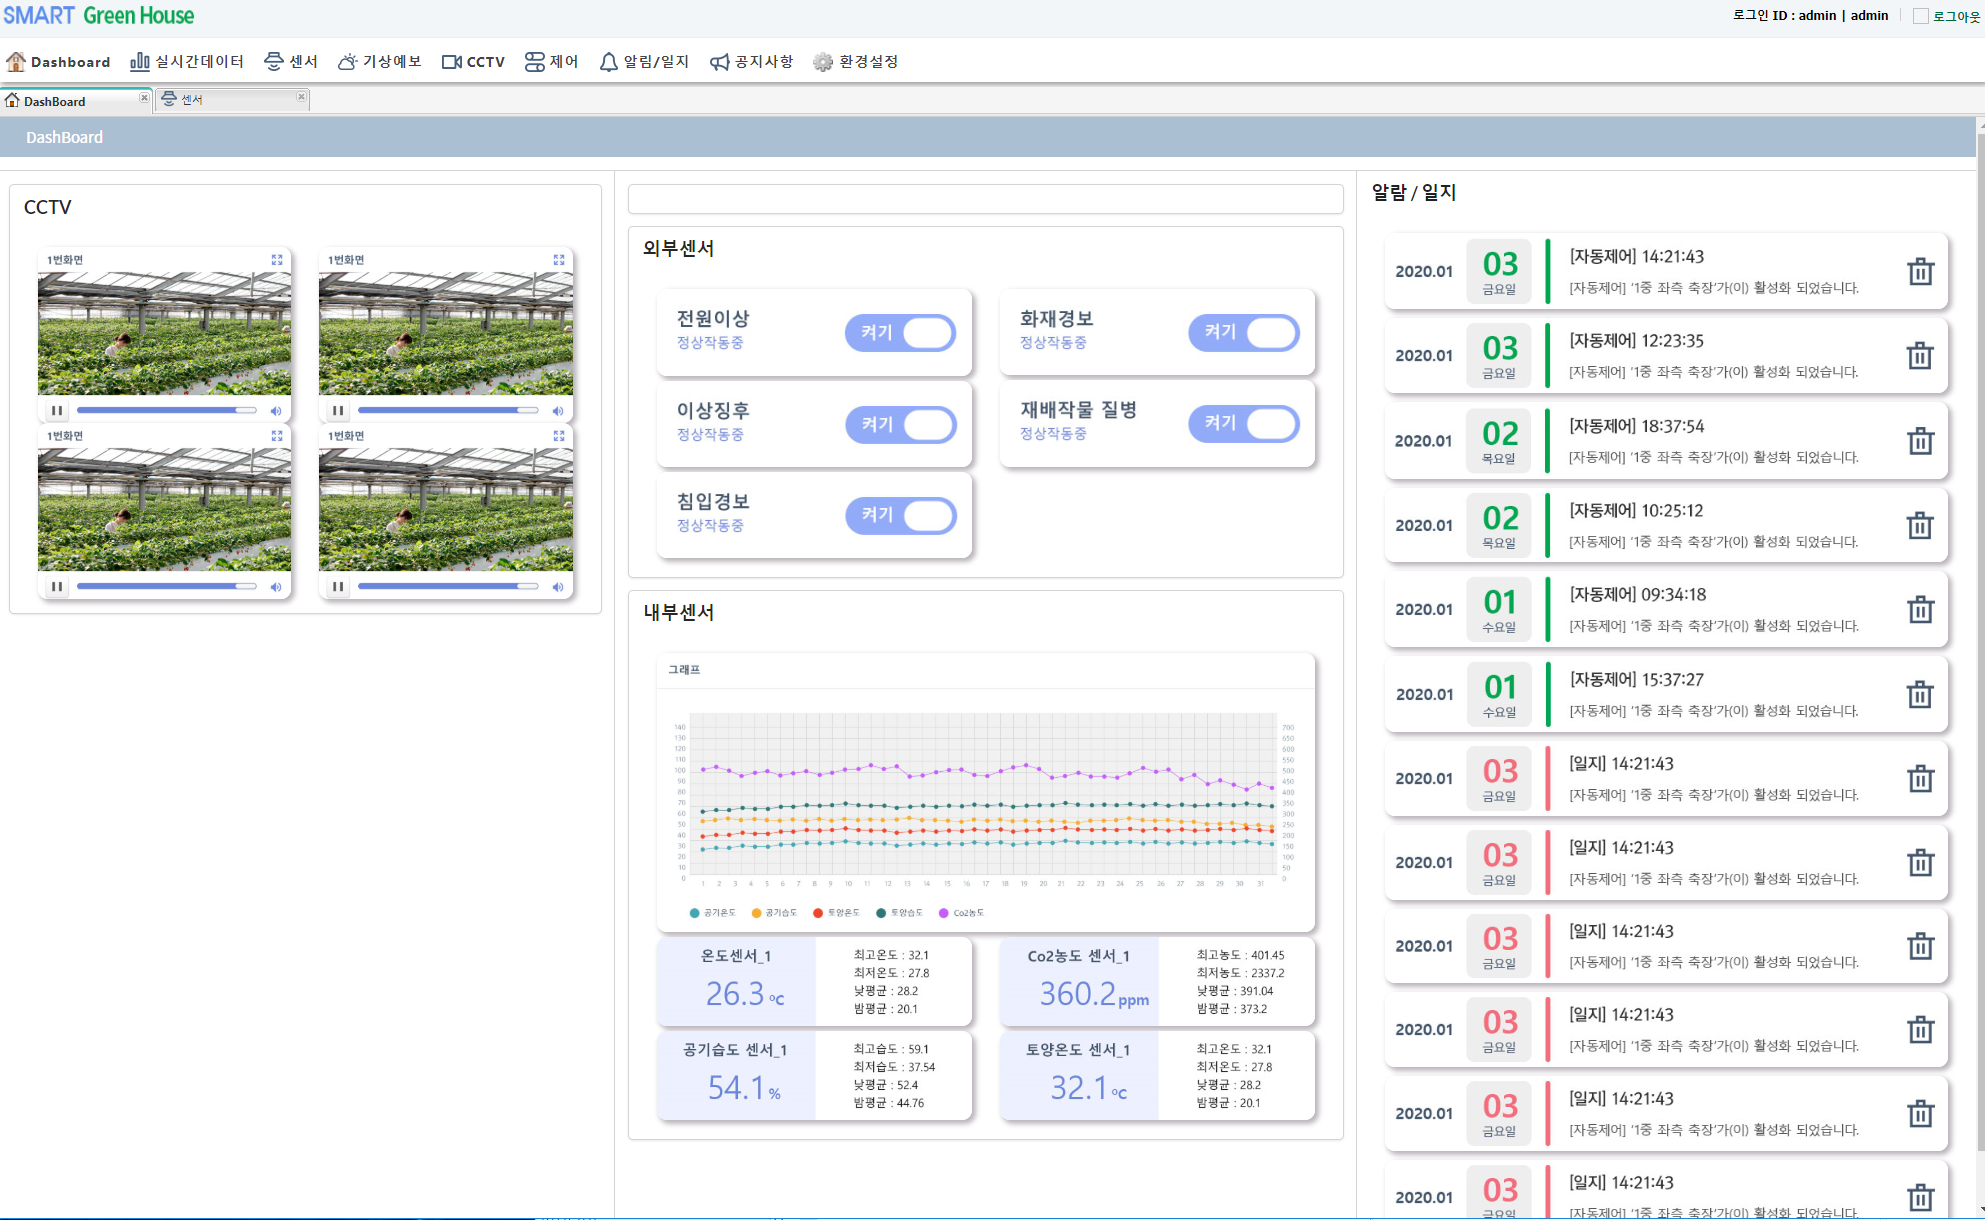 SMART Green House
로그인 ID : admin | admin
로그아웃
Dashboard
실시간데이터
센서
기상예보
CCTV
제어
알림/일지
공지사항
환경설정
DashBoard
센서
DashBoard
CCTV
1번화면
1번화면
1번화면
1번화면
외부센서
전원이상
정상작동중
켜기
화재경보
정상작동중
켜기
이상징후
정상작동중
켜기
재배작물 질병
정상작동중
켜기
침입경보
정상작동중
켜기
내부센서
그래프
140
130
120
110
100
90
80
70
60
50
40
30
20
10
0
700
650
600
550
500
450
400
350
300
250
200
150
100
50
0
1 2 3 4 5 6 7 8 9 10 11 12 13 14 15 16 17 18 19 20 21 22 23 24 25 26 27 28 29 30 31
공기온도 공기습도 토양온도 토양습도 Co2농도
온도센서_1
26.3 ℃
최고온도 : 32.1
최저온도 : 27.8
낮평균 : 28.2
밤평균 : 20.1
Co2농도 센서_1
360.2 ppm
최고농도 : 401.45
최저농도 : 2337.2
낮평균 : 391.04
밤평균 : 373.2
공기습도 센서_1
54.1 %
최고습도 : 59.1
최저습도 : 37.54
낮평균 : 52.4
밤평균 : 44.76
토양온도 센서_1
32.1 ℃
최고온도 : 32.1
최저온도 : 27.8
낮평균 : 28.2
밤평균 : 20.1
알람 / 일지
2020.01
03
금요일
[자동제어] 14:21:43
[자동제어] '1중 좌측 축장'가(이) 활성화 되었습니다.
2020.01
03
금요일
[자동제어] 12:23:35
[자동제어] '1중 좌측 축장'가(이) 활성화 되었습니다.
2020.01
02
목요일
[자동제어] 18:37:54
[자동제어] '1중 좌측 축장'가(이) 활성화 되었습니다.
2020.01
02
목요일
[자동제어] 10:25:12
[자동제어] '1중 좌측 축장'가(이) 활성화 되었습니다.
2020.01
01
수요일
[자동제어] 09:34:18
[자동제어] '1중 좌측 축장'가(이) 활성화 되었습니다.
2020.01
01
수요일
[자동제어] 15:37:27
[자동제어] '1중 좌측 축장'가(이) 활성화 되었습니다.
2020.01
03
금요일
[일지] 14:21:43
[자동제어] '1중 좌측 축장'가(이) 활성화 되었습니다.
2020.01
03
금요일
[일지] 14:21:43
[자동제어] '1중 좌측 축장'가(이) 활성화 되었습니다.
2020.01
03
금요일
[일지] 14:21:43
[자동제어] '1중 좌측 축장'가(이) 활성화 되었습니다.
2020.01
03
금요일
[일지] 14:21:43
[자동제어] '1중 좌측 축장'가(이) 활성화 되었습니다.
2020.01
03
금요일
[일지] 14:21:43
[자동제어] '1중 좌측 축장'가(이) 활성화 되었습니다.
2020.01
03
금요일
[일지] 14:21:43
[자동제어] '1중 좌측 축장'가(이) 활성화 되었습니다.